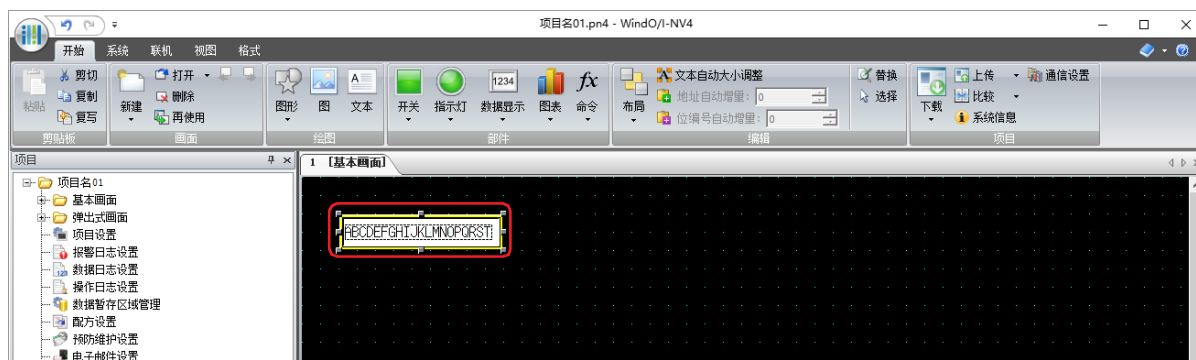 项目名01.pn4 - WindO/I-NV4
开始 系统 联机 视图 格式
剪切 打开 A 1234 fx 文本自动大小调整 替换 上传 通信设置
粘贴 复制 新建 删除 图形 图 文本 开关 指示灯 数据显示 图表 命令 布局 地址自动增量: 0 选择 下载 比较
复写 再使用 位编号自动增量: 0 系统信息
剪贴板 画面 绘图 部件 编辑 项目
项目 1 [基本画面]
项目名01
基本画面
弹出式画面
项目设置
报警日志设置
数据日志设置
操作日志设置
数据暂存区域管理
配方设置
预防维护设置
电子邮件设置
ABCDEFGHIJKLMNOPQRST